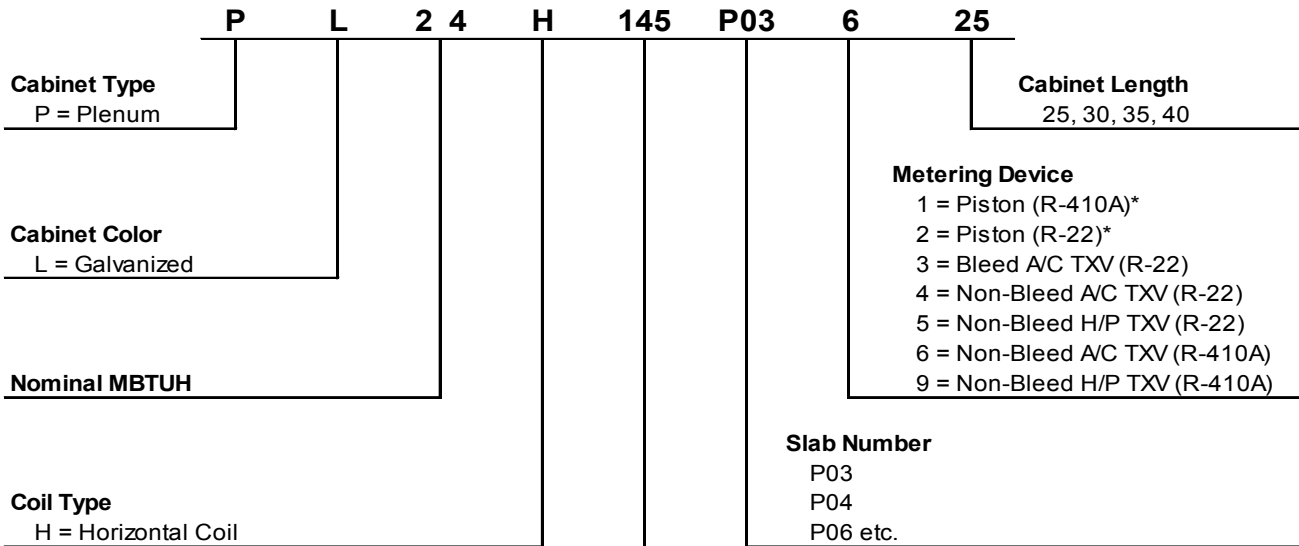 P L 2 4 H 145 P03 6 25
Cabinet Type
P = Plenum
Cabinet Length
25, 30, 35, 40
Metering Device
1 = Piston (R-410A)*
2 = Piston (R-22)*
3 = Bleed A/C TXV (R-22)
4 = Non-Bleed A/C TXV (R-22)
5 = Non-Bleed H/P TXV (R-22)
6 = Non-Bleed A/C TXV (R-410A)
9 = Non-Bleed H/P TXV (R-410A)
Cabinet Color
L = Galvanized
Nominal MBTUH
Slab Number
P03
P04
P06 etc.
Coil Type
H = Horizontal Coil